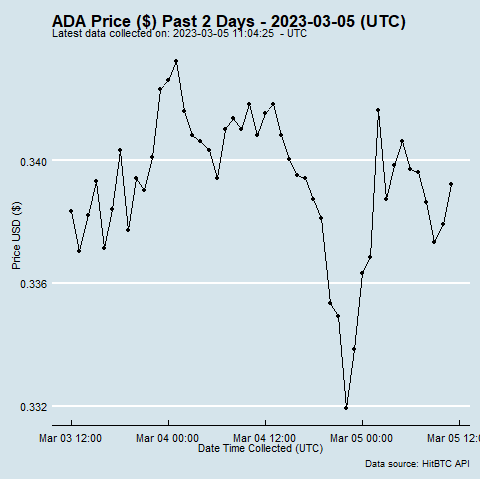 ADA Price ($) Past 2 Days - 2023-03-05 (UTC)
Latest data collected on: 2023-03-05 11:04:25  - UTC
0.340
0.336
0.332
Price USD ($)
Mar 03 12:00 Mar 04 00:00 Mar 04 12:00 Mar 05 00:00 Mar 05 12:0
Date Time Collected (UTC)
Data source: HitBTC API